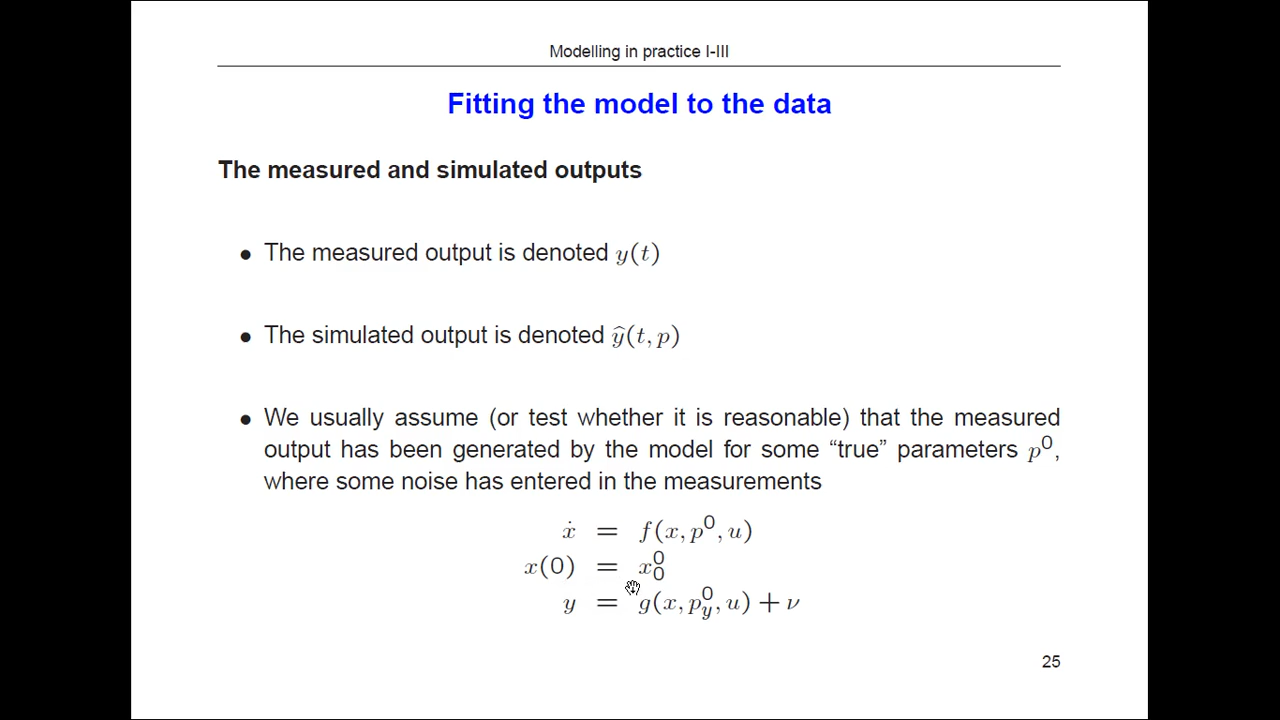 Modelling in practice I-III
Fitting the model to the data
The measured and simulated outputs
• The measured output is denoted y(t)
• The simulated output is denoted ŷ(t, p)
• We usually assume (or test whether it is reasonable) that the measured
output has been generated by the model for some “true” parameters p⁰,
where some noise has entered in the measurements
ẋ = f(x, p⁰, u)
x(0) = x₀⁰
y = g(x, p_y⁰, u) + ν
25